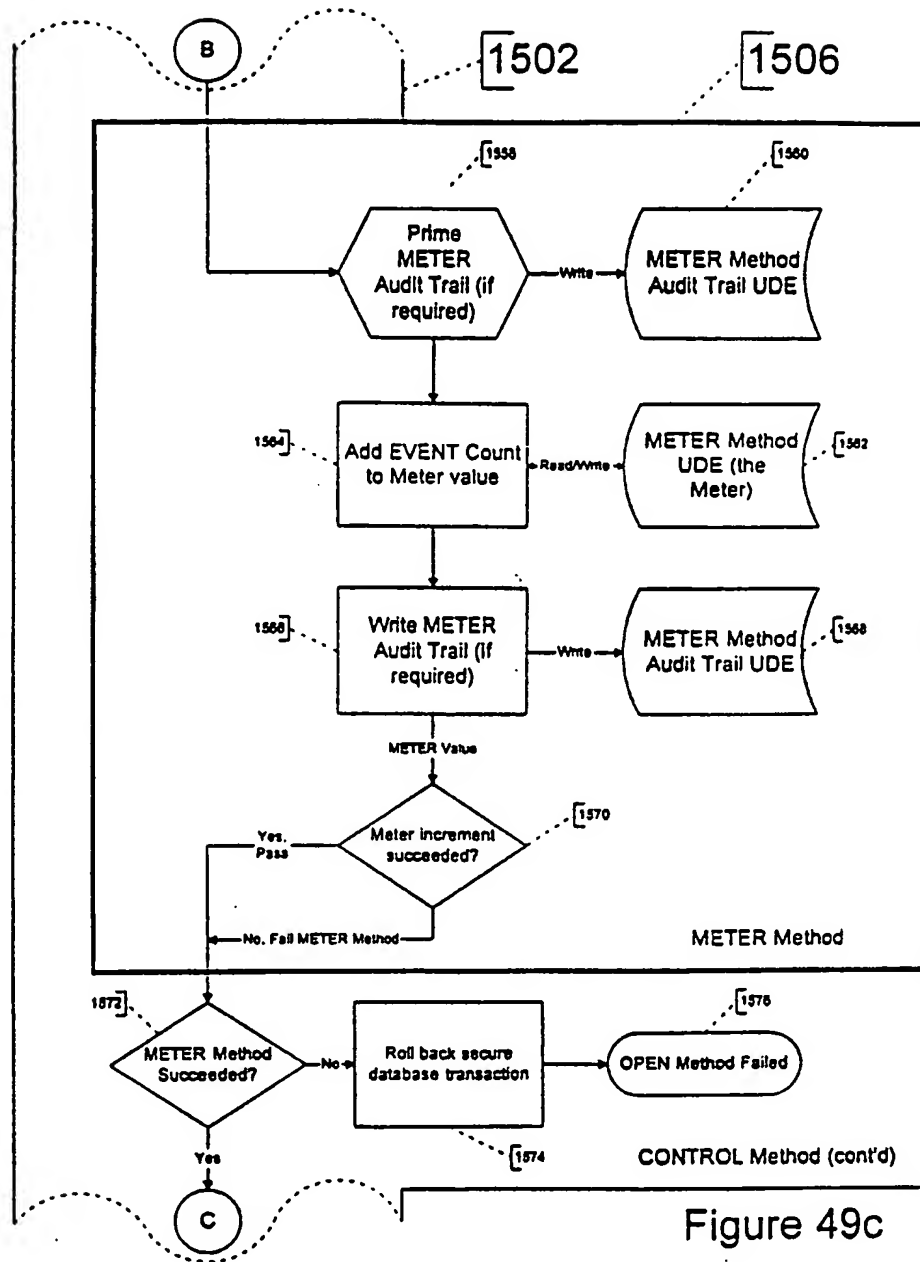 B
1502
1506
1558
1560
Prime
METER
Audit Trail (if
required)
Write
METER Method
Audit Trail UDE
1564
Add EVENT Count
to Meter value
Read/Write
METER Method
UDE (the
Meter)
1562
1566
Write METER
Audit Trail (if
required)
Write
METER Method
Audit Trail UDE
1568
METER Value
Meter increment
succeeded?
1570
Yes,
Pass
No, Fail METER Method
METER Method
1572
METER Method
Succeeded?
No
Roll back secure
database transaction
1576
OPEN Method Failed
1574
Yes
CONTROL Method (cont'd)
C
Figure 49c